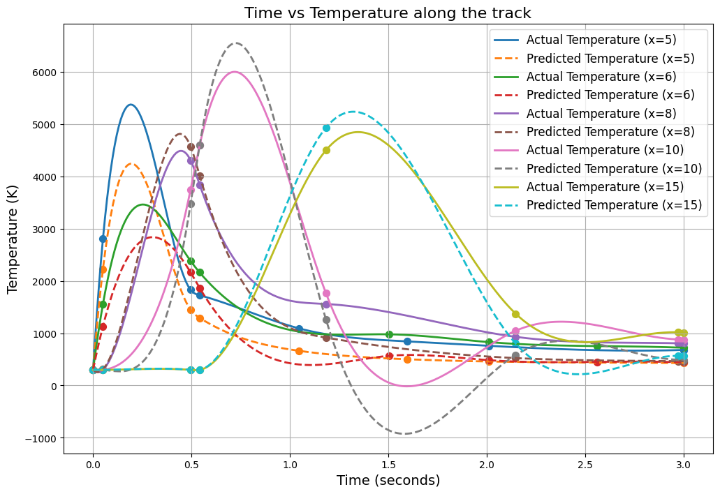 Time vs Temperature along the track
Actual Temperature (x=5)
Predicted Temperature (x=5)
Actual Temperature (x=6)
Predicted Temperature (x=6)
Actual Temperature (x=8)
Predicted Temperature (x=8)
Actual Temperature (x=10)
Predicted Temperature (x=10)
Actual Temperature (x=15)
Predicted Temperature (x=15)
Temperature (K)
6000
5000
4000
3000
2000
1000
0
−1000
0.0 0.5 1.0 1.5 2.0 2.5 3.0
Time (seconds)